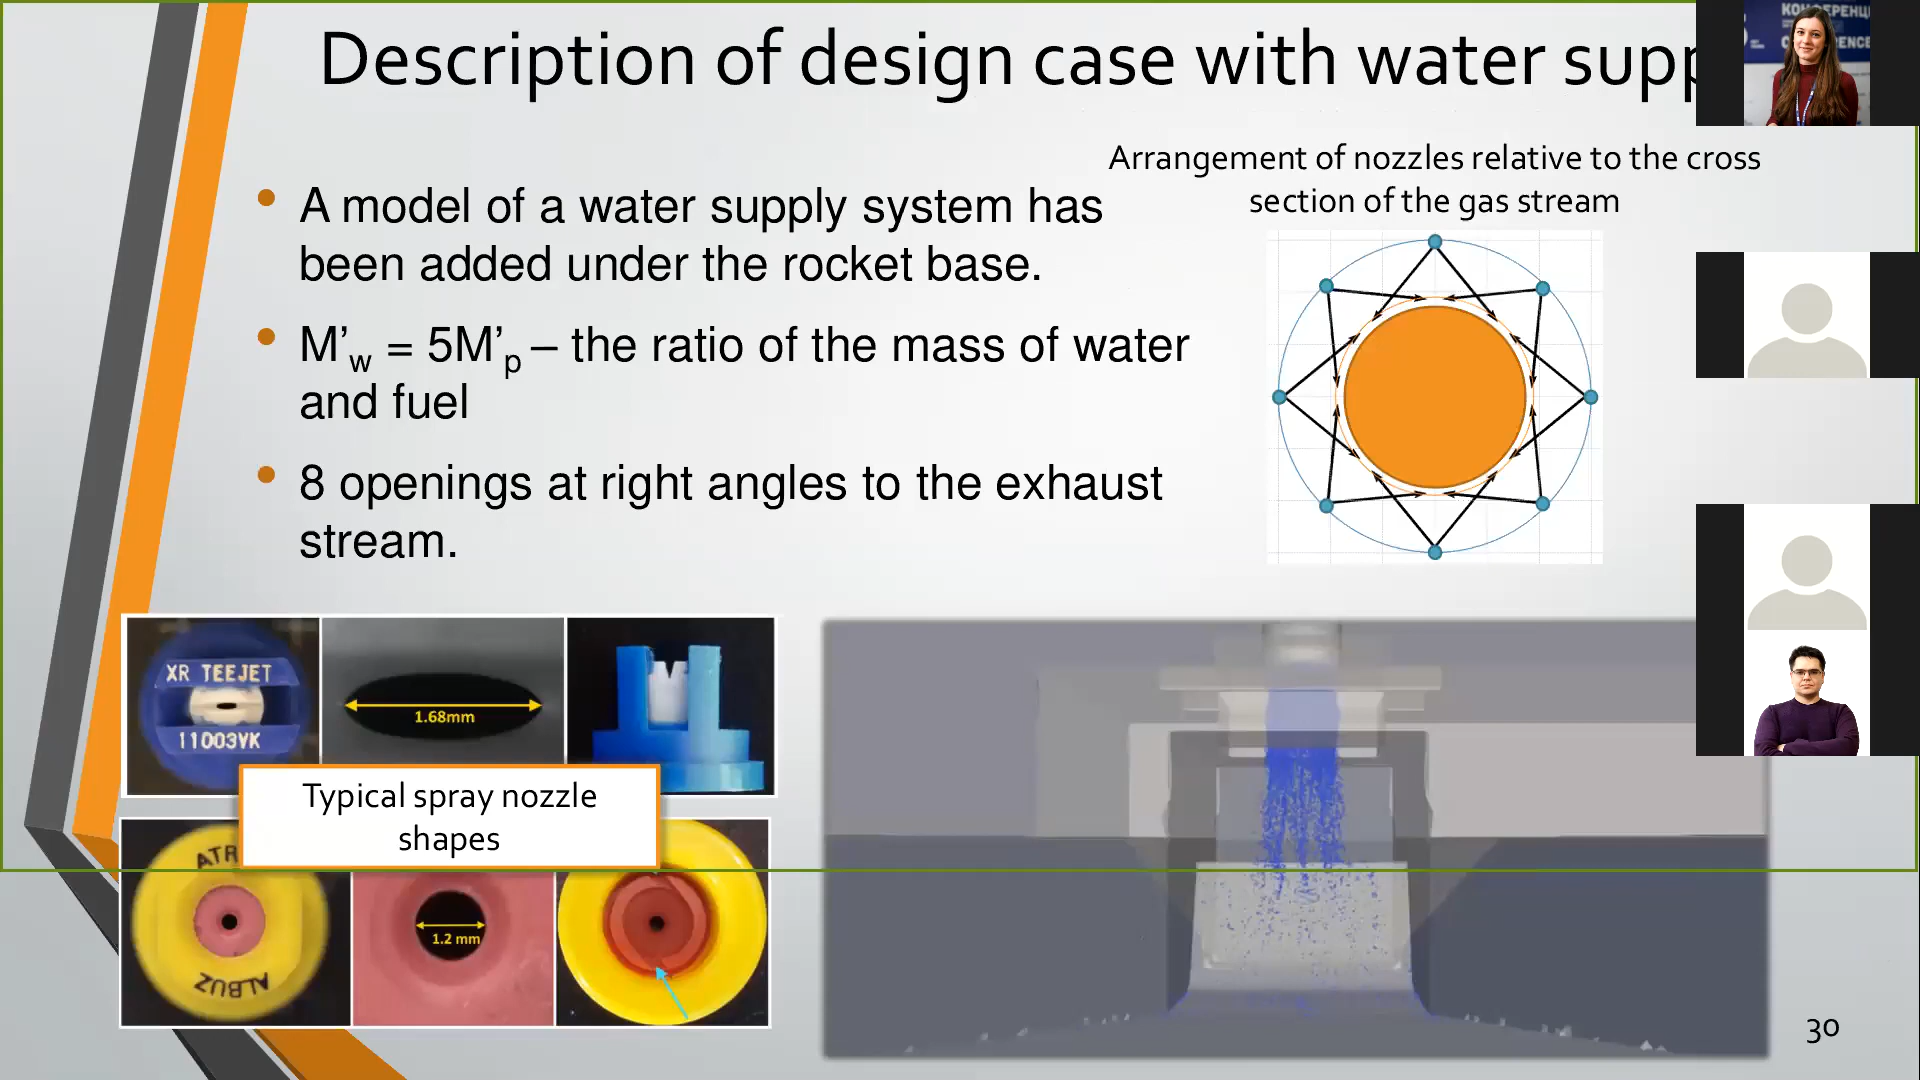 Description of design case with water supp
КОНФЕРЕНЦ
CONFERENCE
Arrangement of nozzles relative to the cross
section of the gas stream
• A model of a water supply system has
been added under the rocket base.
• M’w = 5M’p – the ratio of the mass of water
and fuel
• 8 openings at right angles to the exhaust
stream.
XR TEEJET
11003VK
1.68mm
Typical spray nozzle
shapes
ATR
ALBUZ
1.2 mm
30